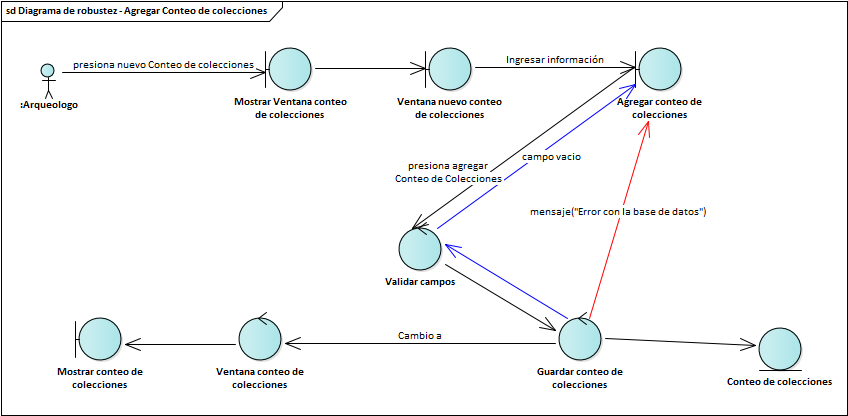 sd Diagrama de robustez - Agregar Conteo de colecciones
presiona nuevo Conteo de colecciones
Ingresar información
:Arqueologo
Mostrar Ventana conteo
de colecciones
Ventana nuevo conteo
de colecciones
Agregar conteo de
colecciones
presiona agregar
Conteo de Colecciones
campo vacio
mensaje("Error con la base de datos")
Validar campos
Cambio a
Mostrar conteo de
colecciones
Ventana conteo de
colecciones
Guardar conteo de
colecciones
Conteo de colecciones